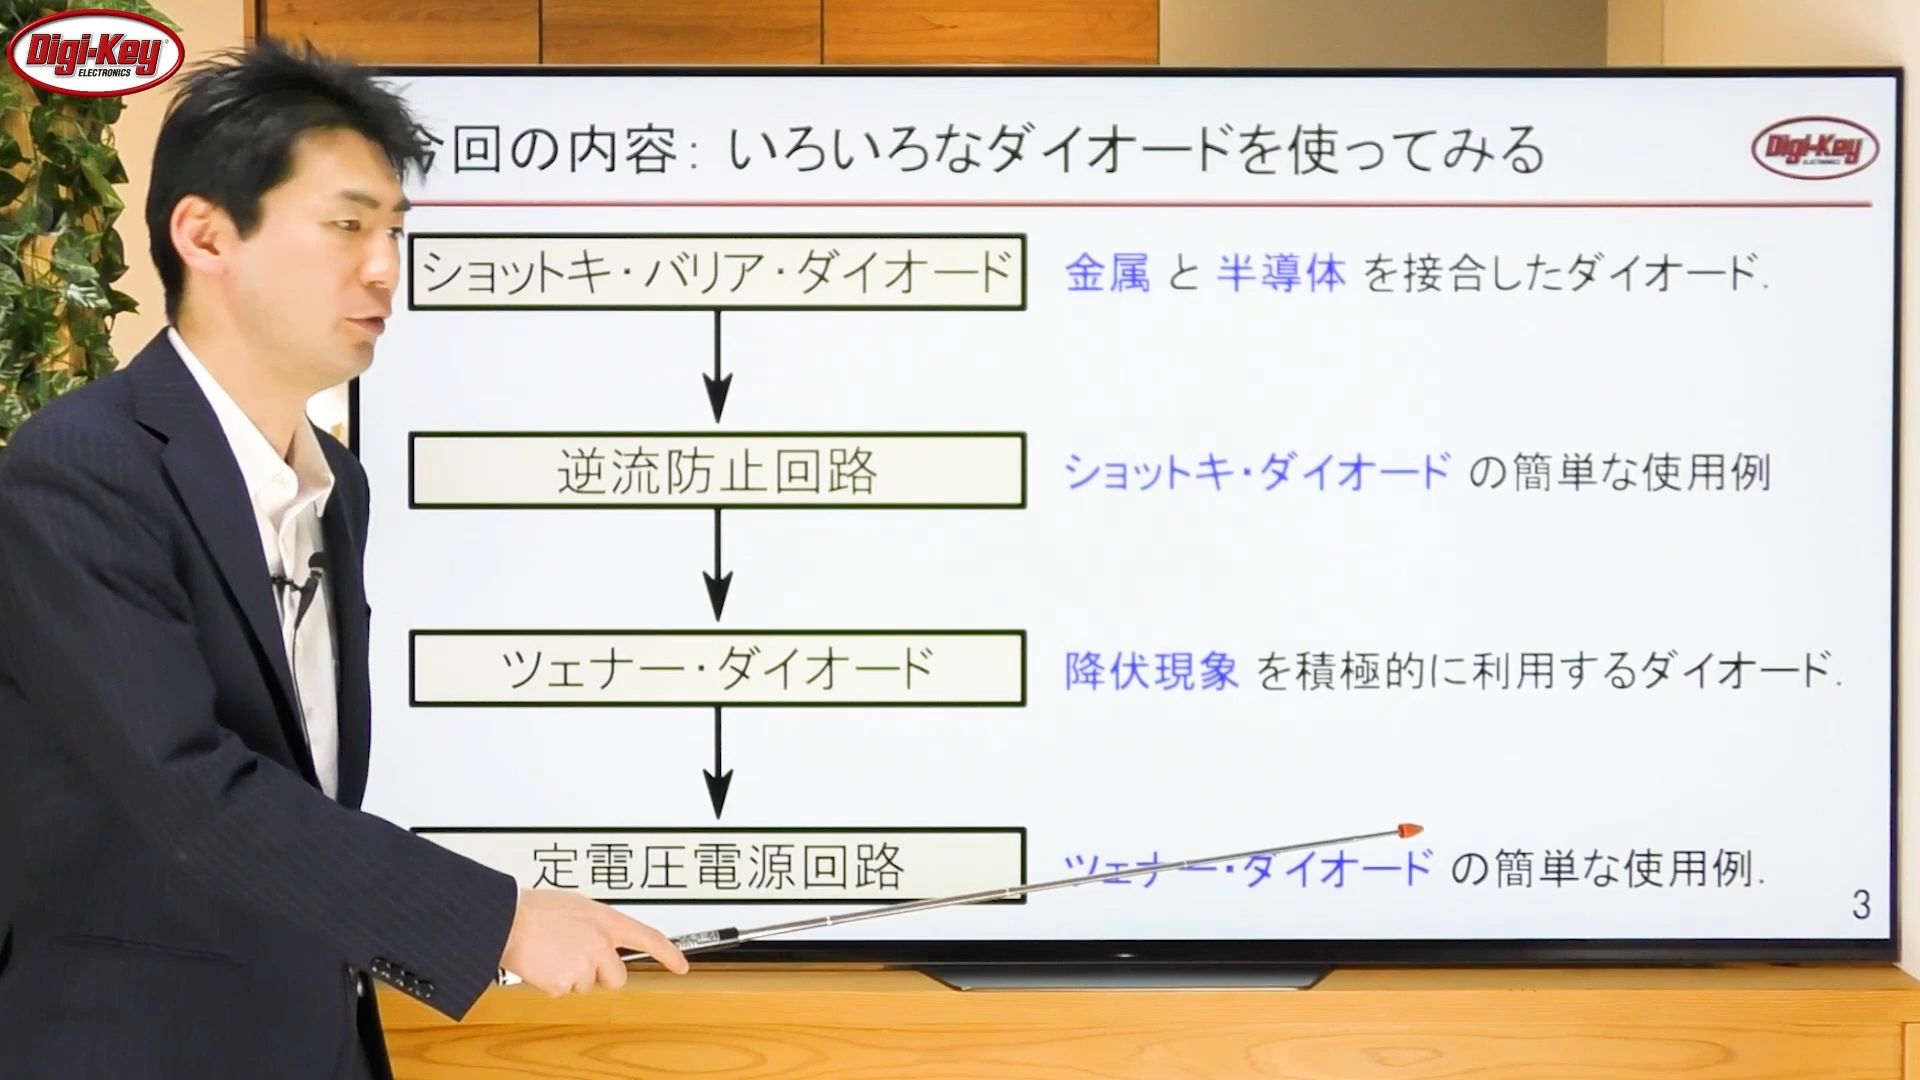 Digi-Key
ELECTRONICS
今回の内容: いろいろなダイオードを使ってみる
Digi-Key
ELECTRONICS
ショットキ・バリア・ダイオード
金属 と 半導体 を接合したダイオード.
逆流防止回路
ショットキ・ダイオード の簡単な使用例
ツェナー・ダイオード
降伏現象 を積極的に利用するダイオード.
定電圧電源回路
ツェナー・ダイオード の簡単な使用例.
3